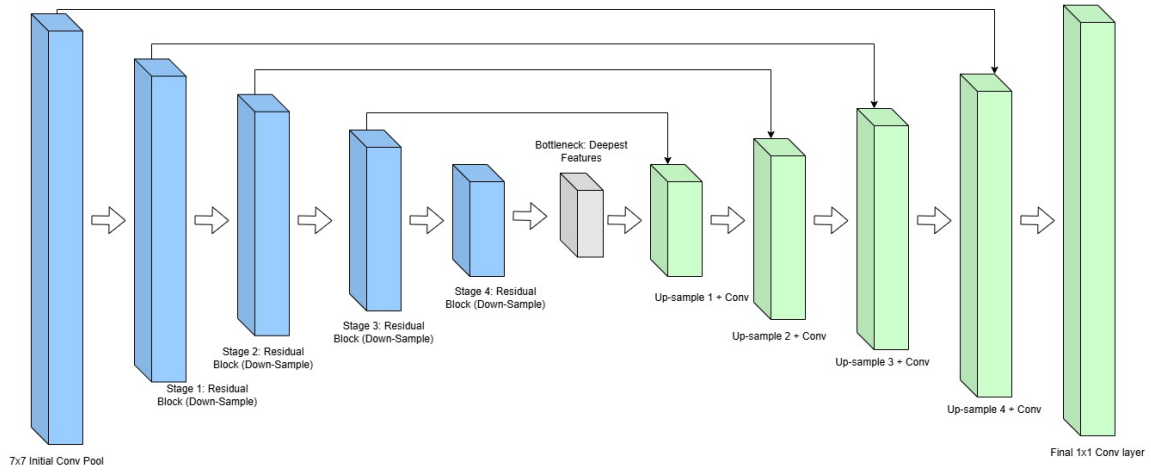 Bottleneck: Deepest
Features
Stage 4: Residual
Block (Down-Sample)
Up-sample 1 + Conv
Stage 3: Residual
Block (Down-Sample)
Up-sample 2 + Conv
Stage 2: Residual
Block (Down-Sample)
Up-sample 3 + Conv
Stage 1: Residual
Block (Down-Sample)
Up-sample 4 + Conv
7x7 Initial Conv Pool
Final 1x1 Conv layer